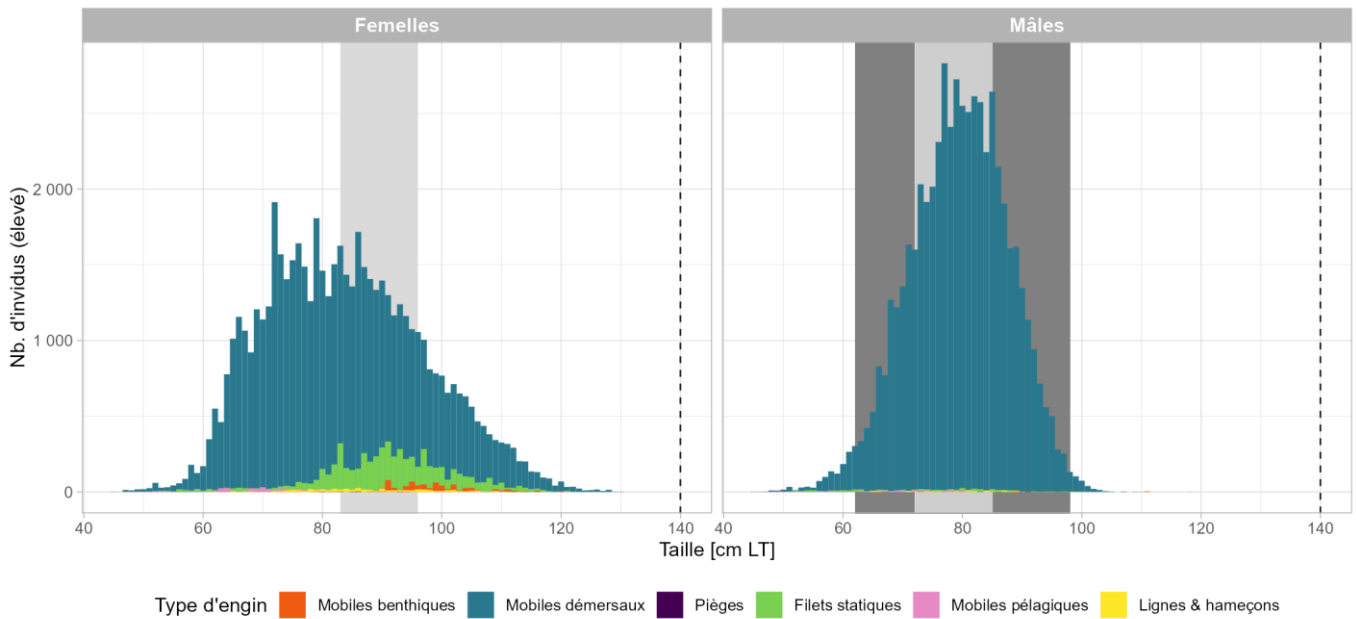 Femelles
Mâles
Nb. d'invidus (élevé)
2 000
1 000
0
40 60 80 100 120 140
40 60 80 100 120 140
Taille [cm LT]
Type d'engin Mobiles benthiques Mobiles démersaux Pièges Filets statiques Mobiles pélagiques Lignes & hameçons